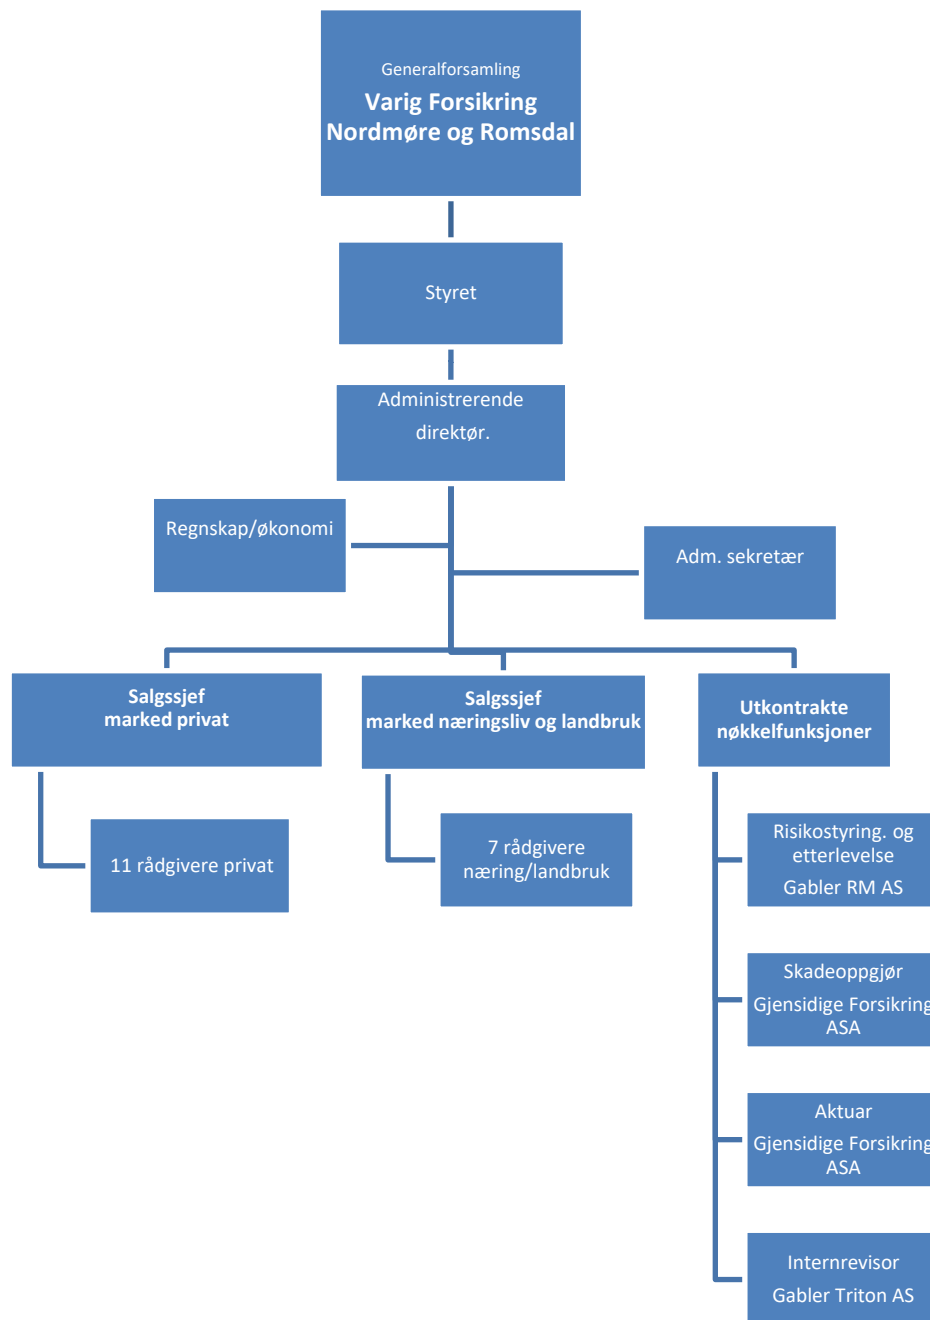 Generalforsamling
Varig Forsikring
Nordmøre og Romsdal
Styret
Administrerende
direktør.
Regnskap/økonomi
Adm. sekretær
Salgssjef
marked privat
Salgssjef
marked næringsliv og landbruk
Utkontrakte
nøkkelfunksjoner
11 rådgivere privat
7 rådgivere
næring/landbruk
Risikostyring. og
etterlevelse
Gabler RM AS
Skadeoppgjør
Gjensidige Forsikring
ASA
Aktuar
Gjensidige Forsikring
ASA
Internrevisor
Gabler Triton AS